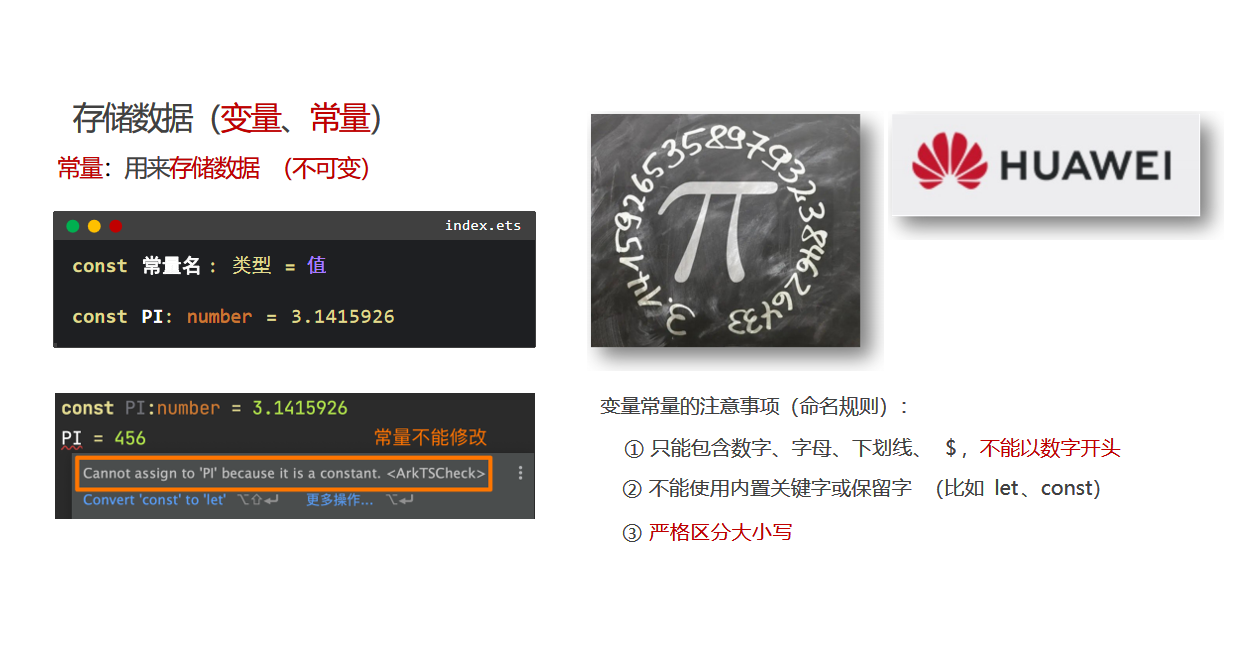 存储数据（变量、常量）
常量：用来存储数据 （不可变）
index.ets
const 常量名： 类型 = 值
const PI: number = 3.1415926
const PI:number = 3.1415926
PI = 456
常量不能修改
Cannot assign to 'PI' because it is a constant. <ArkTSCheck>
Convert 'const' to 'let' ⌥⇧⏎ 更多操作... ⌥⏎
3.1415926535897932384626433
π
HUAWEI
变量常量的注意事项（命名规则）：
① 只能包含数字、字母、下划线、 $ ，不能以数字开头
② 不能使用内置关键字或保留字 （比如 let、const）
③ 严格区分大小写